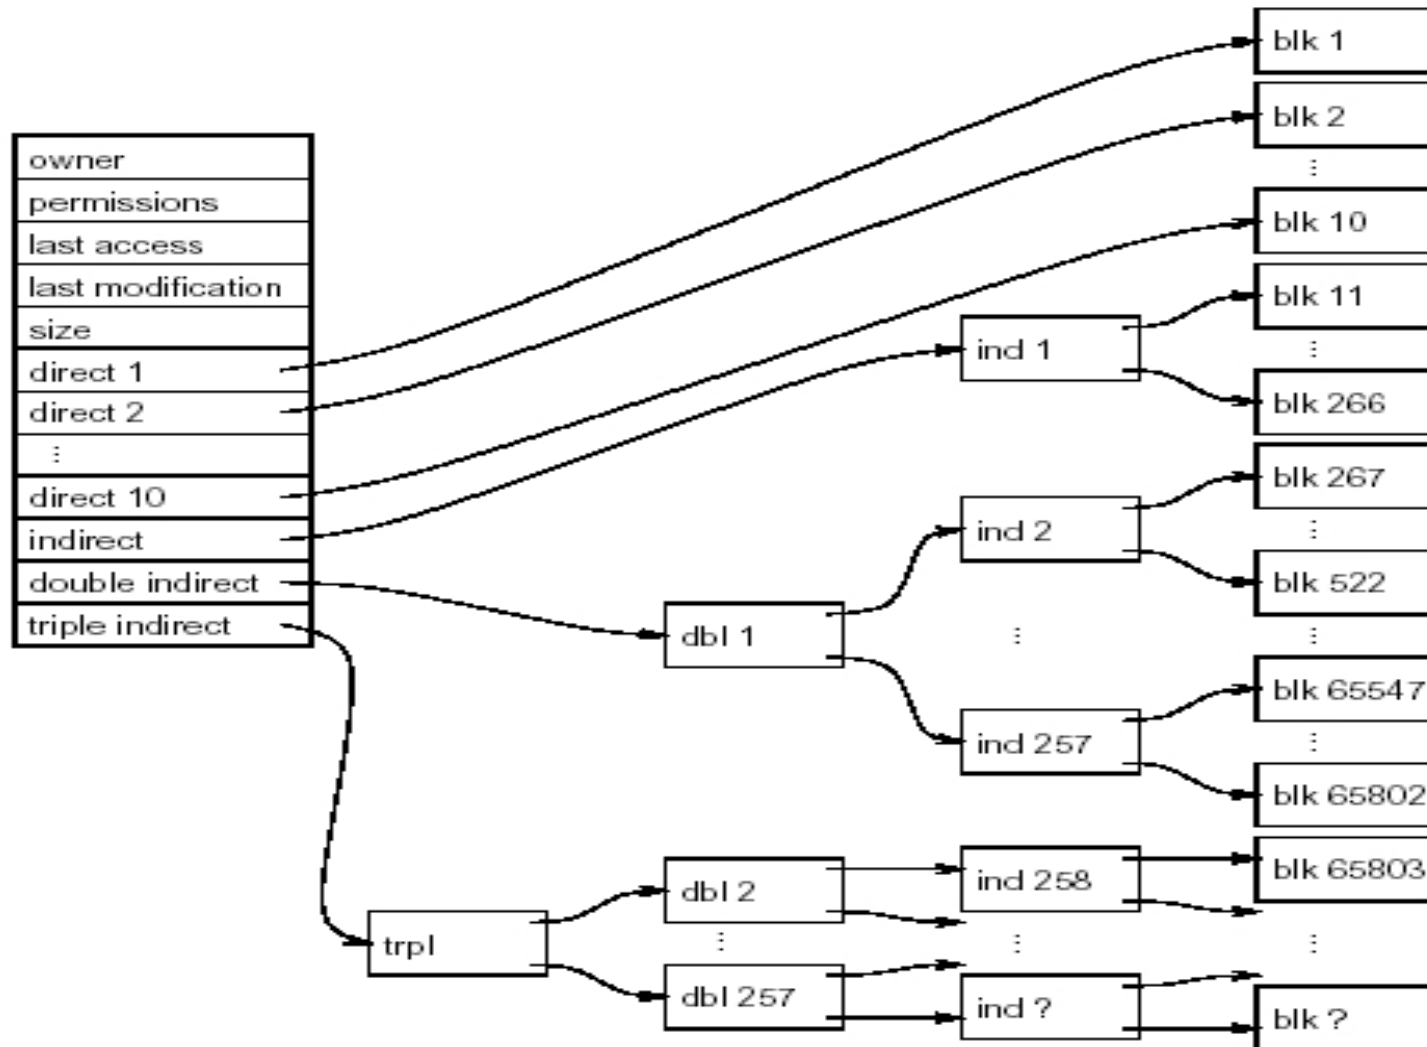 owner
permissions
last access
last modification
size
direct 1
direct 2
⋮
direct 10
indirect
double indirect
triple indirect
trpl
dbl 1
dbl 2
⋮
dbl 257
ind 1
ind 2
⋮
ind 257
ind 258
⋮
ind ?
blk 1
blk 2
⋮
blk 10
blk 11
⋮
blk 266
blk 267
⋮
blk 522
⋮
blk 65547
⋮
blk 65802
blk 65803
⋮
blk ?